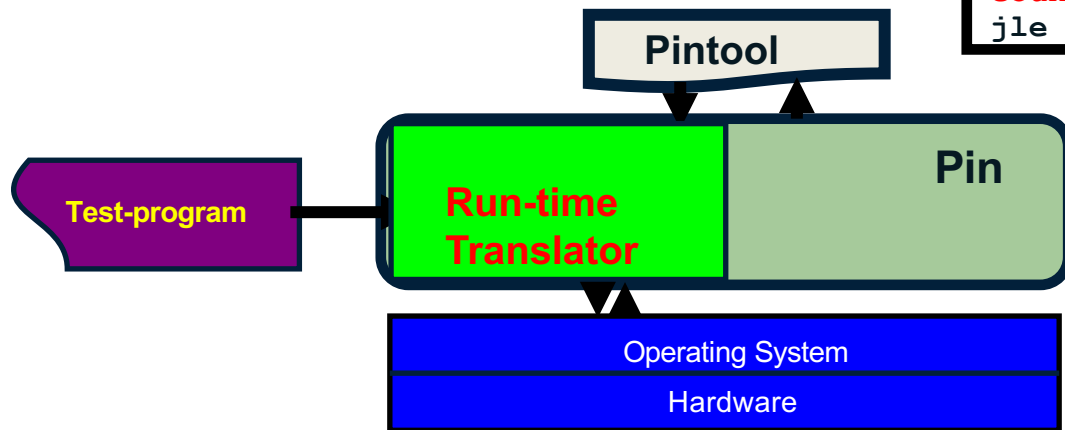 jle
Pintool
Pin
Test-program
Run-time
Translator
Operating System
Hardware